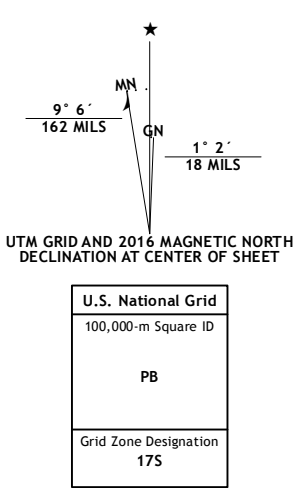 ★
MN
9° 6´
162 MILS
GN
1° 2´
18 MILS
UTM GRID AND 2016 MAGNETIC NORTH
DECLINATION AT CENTER OF SHEET
U.S. National Grid
100,000-m Square ID
PB
Grid Zone Designation
17S